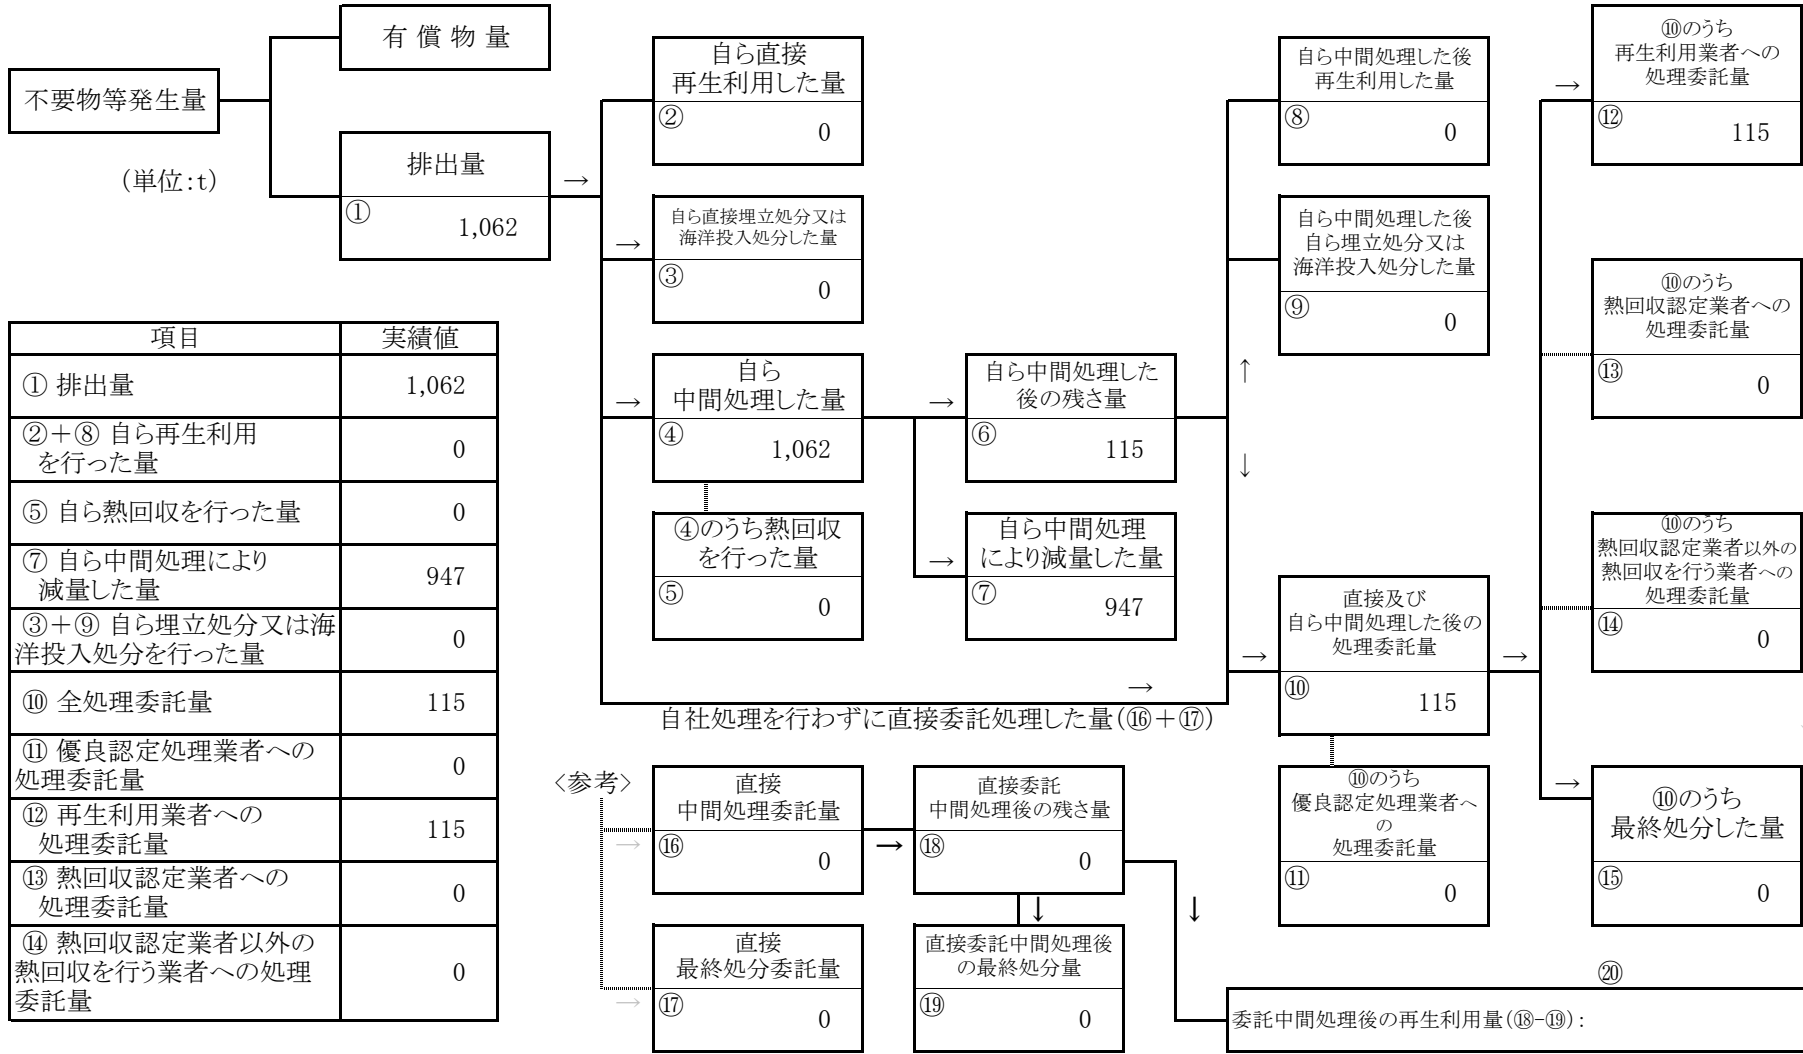 不要物等発生量
(単位:t)
有 償 物 量
排出量
①
1,062
→
自ら直接
再生利用した量
②
0
→
自ら直接埋立処分又は
海洋投入処分した量
③
0
→
自ら
中間処理した量
④
1,062
④のうち熱回収
を行った量
⑤
0
→
自ら中間処理した
後の残さ量
⑥
115
→
自ら中間処理
により減量した量
⑦
947
↑
↓
自ら中間処理した後
再生利用した量
⑧
0
自ら中間処理した後
自ら埋立処分又は
海洋投入処分した量
⑨
0
→
自社処理を行わずに直接委託処理した量(⑯+⑰)
→
直接及び
自ら中間処理した後の
処理委託量
⑩
115
⑩のうち
優良認定処理業者へ
の
処理委託量
⑪
0
→
→
⑩のうち
再生利用業者への
処理委託量
⑫
115
⑩のうち
熱回収認定業者への
処理委託量
⑬
0
⑩のうち
熱回収認定業者以外の
熱回収を行う業者への
処理委託量
⑭
0
→
⑩のうち
最終処分した量
⑮
0
項目 実績値
① 排出量 1,062
②+⑧ 自ら再生利用
を行った量
0
⑤ 自ら熱回収を行った量 0
⑦ 自ら中間処理により
減量した量
947
③+⑨ 自ら埋立処分又は海
洋投入処分を行った量
0
⑩ 全処理委託量 115
⑪ 優良認定処理業者への
処理委託量
0
⑫ 再生利用業者への
処理委託量
115
⑬ 熱回収認定業者への
処理委託量
0
⑭ 熱回収認定業者以外の
熱回収を行う業者への処理
委託量
0
<参考>
→
直接
中間処理委託量
⑯
0
→
直接委託
中間処理後の残さ量
⑱
0
→
直接
最終処分委託量
⑰
0
↓
直接委託中間処理後
の最終処分量
⑲
0
↓
⑳
委託中間処理後の再生利用量(⑱-⑲):